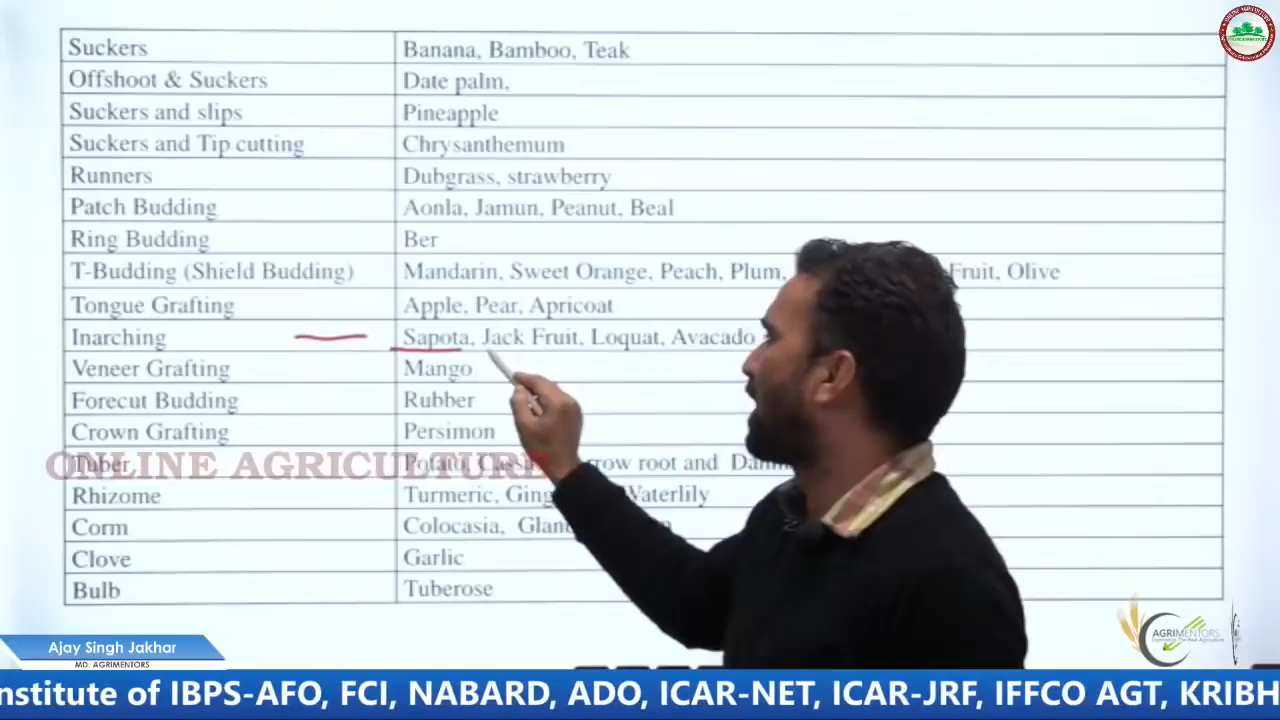 Suckers Banana, Bamboo, Teak
Offshoot & Suckers Date palm,
Suckers and slips Pineapple
Suckers and Tip cutting Chrysanthemum
Runners Dubgrass, strawberry
Patch Budding Aonla, Jamun, Peanut, Beal
Ring Budding Ber
T-Budding (Shield Budding) Mandarin, Sweet Orange, Peach, Plum, Fruit, Olive
Tongue Grafting Apple, Pear, Apricoat
Inarching Sapota, Jack Fruit, Loquat, Avacado
Veneer Grafting Mango
Forecut Budding Rubber
Crown Grafting Persimon
ONLINE AGRICULTURE
Tuber Potato, root and
Rhizome Turmeric, Waterlily
Corm Colocasia,
Clove Garlic
Bulb Tuberose
AGRIMENTORS
Ajay Singh Jakhar
MD. AGRIMENTORS
nstitute of IBPS-AFO, FCI, NABARD, ADO, ICAR-NET, ICAR-JRF, IFFCO AGT, KRIBH